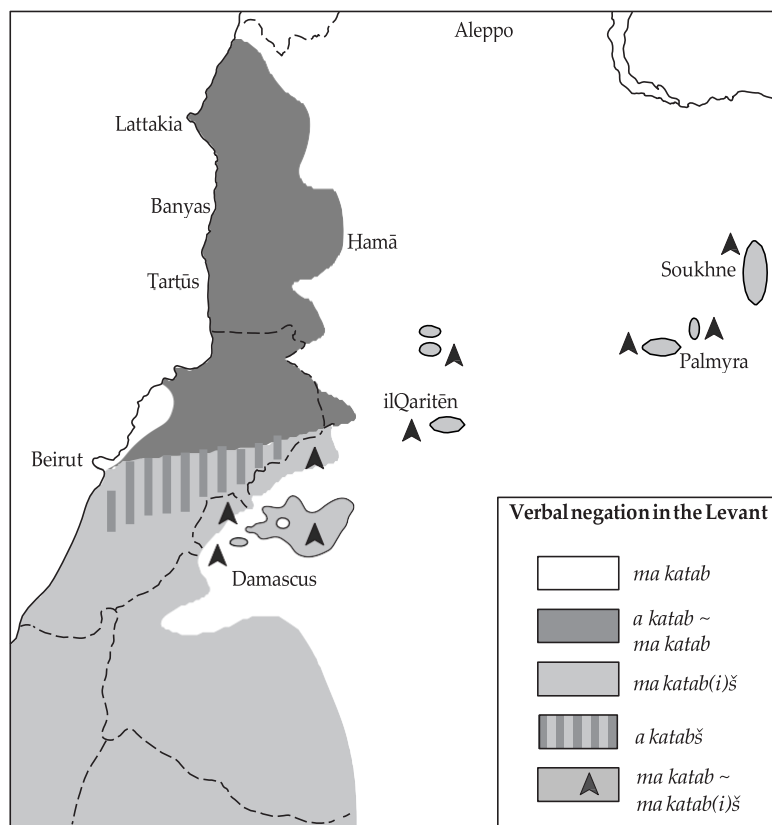 Aleppo
Lattakia
Banyas
Ḥamā
Soukhne
Ṭarṭūs
Palmyra
ilQaritēn
Beirut
Damascus
Verbal negation in the Levant
ma katab
a katab ~
ma katab
ma katab(i)š
a katabš
ma katab ~
ma katab(i)š